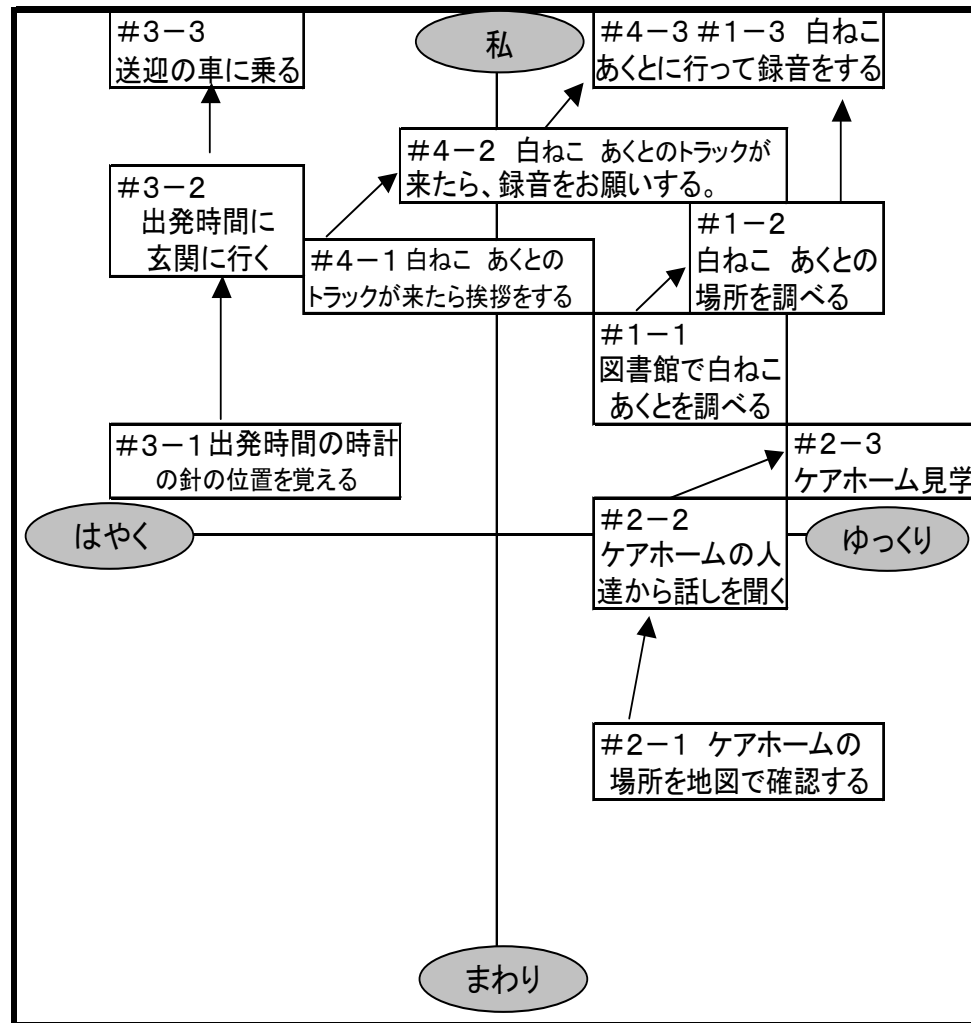 #3-3
送迎の車に乗る
私
#4-3 #1-3 白ねこ
あくとに行って録音をする
#4-2 白ねこ あくとのトラックが
来たら、録音をお願いする。
#3-2
出発時間に
玄関に行く
#1-2
白ねこ あくとの
場所を調べる
#4-1 白ねこ あくとの
トラックが来たら挨拶をする
#1-1
図書館で白ねこ
あくとを調べる
#3-1 出発時間の時計
の針の位置を覚える
#2-3
ケアホーム見学
はやく
#2-2
ケアホームの人
達から話しを聞く
ゆっくり
#2-1 ケアホームの
場所を地図で確認する
まわり